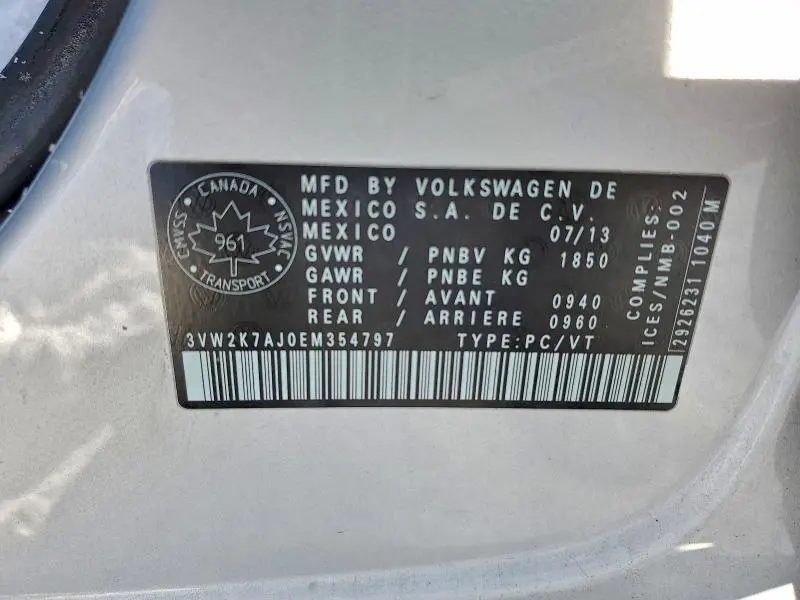 CANADA
CMVSS
NSVAC
961
TRANSPORT
MFD BY VOLKSWAGEN DE
MEXICO S.A. DE C.V.
MEXICO 07/13
GVWR / PNBV KG 1850
GAWR / PNBE KG
FRONT / AVANT 0940
REAR / ARRIERE 0960
3VW2K7AJ0EM354797 TYPE:PC/VT
COMPLIES:
ICES/NMB-002
2926231 1040 M